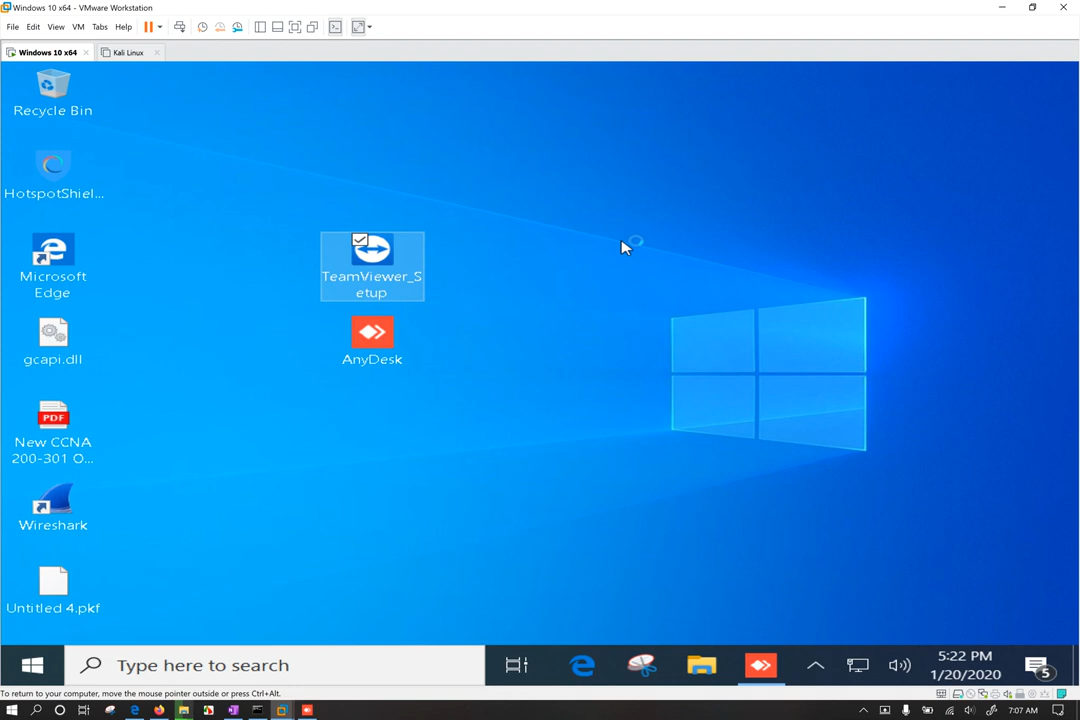 Windows 10 x64 - VMware Workstation
File Edit View VM Tabs Help
Windows 10 x64
Kali Linux
Recycle Bin
HotspotShiel...
Microsoft
Edge
TeamViewer_S
etup
gcapi.dll
AnyDesk
PDF
New CCNA
200-301 O...
Wireshark
Untitled 4.pkf
Type here to search
5:22 PM
1/20/2020
5
To return to your computer, move the mouse pointer outside or press Ctrl+Alt.
7:07 AM